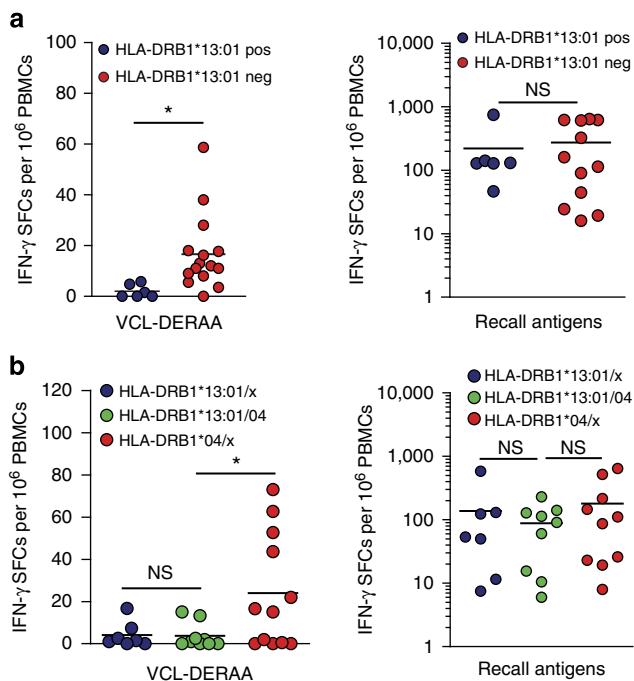 a
IFN-γ SFCs per 10⁶ PBMCs
100
80
60
40
20
0
HLA-DRB1*13:01 pos
HLA-DRB1*13:01 neg
*
VCL-DERAA
IFN-γ SFCs per 10⁶ PBMCs
10,000
1,000
100
10
1
HLA-DRB1*13:01 pos
HLA-DRB1*13:01 neg
NS
Recall antigens
b
IFN-γ SFCs per 10⁶ PBMCs
120
100
80
60
40
20
0
HLA-DRB1*13:01/x
HLA-DRB1*13:01/04
HLA-DRB1*04/x
*
NS
VCL-DERAA
IFN-γ SFCs per 10⁶ PBMCs
10,000
1,000
100
10
1
HLA-DRB1*13:01/x
HLA-DRB1*13:01/04
HLA-DRB1*04/x
NS
NS
Recall antigens